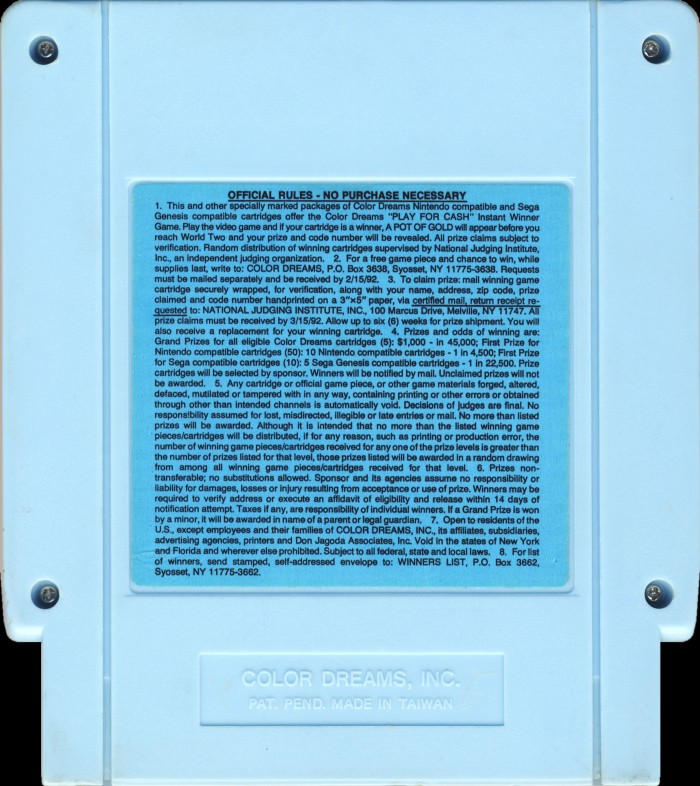 OFFICIAL RULES - NO PURCHASE NECESSARY
1. This and other specially marked packages of Color Dreams Nintendo compatible and Sega
Genesis compatible cartridges offer the Color Dreams "PLAY FOR CASH" Instant Winner
Game. Play the video game and if your cartridge is a winner, A POT OF GOLD will appear before you
reach World Two and your prize and code number will be revealed. All prize claims subject to
verification. Random distribution of winning cartridges supervised by National Judging Institute,
Inc., an independent judging organization. 2. For a free game piece and chance to win, while
supplies last, write to: COLOR DREAMS, P.O. Box 3638, Syosset, NY 11775-3638. Requests
must be mailed separately and be received by 2/15/92. 3. To claim prize: mail winning game
cartridge securely wrapped, for verification, along with your name, address, zip code, prize
claimed and code number handprinted on a 3"x5" paper, via certified mail, return receipt re-
quested to: NATIONAL JUDGING INSTITUTE, INC., 100 Marcus Drive, Melville, NY 11747. All
prize claims must be received by 3/15/92. Allow up to six (6) weeks for prize shipment. You will
also receive a replacement for your winning cartridge. 4. Prizes and odds of winning are:
Grand Prizes for all eligible Color Dreams cartridges (5): $1,000 - in 45,000; First Prize for
Nintendo compatible cartridges (50): 10 Nintendo compatible cartridges - 1 in 4,500; First Prize
for Sega compatible cartridges (10): 5 Sega Genesis compatible cartridges - 1 in 22,500. Prize
cartridges will be selected by sponsor. Winners will be notified by mail. Unclaimed prizes will not
be awarded. 5. Any cartridge or official game piece, or other game materials forged, altered,
defaced, mutilated or tampered with in any way, containing printing or other errors or obtained
through other than intended channels is automatically void. Decisions of judges are final. No
responsibility assumed for lost, misdirected, illegible or late entries or mail. No more than listed
prizes will be awarded. Although it is intended that no more than the listed winning game
pieces/cartridges will be distributed, if for any reason, such as printing or production error, the
number of winning game pieces/cartridges received for any one of the prize levels is greater than
the number of prizes listed for that level, those prizes listed will be awarded in a random drawing
from among all winning game pieces/cartridges received for that level. 6. Prizes non-
transferable; no substitutions allowed. Sponsor and its agencies assume no responsibility or
liability for damages, losses or injury resulting from acceptance or use of prize. Winners may be
required to verify address or execute an affidavit of eligibility and release within 14 days of
notification attempt. Taxes if any, are responsibility of individual winners. If a Grand Prize is won
by a minor, it will be awarded in name of a parent or legal guardian. 7. Open to residents of the
U.S., except employees and their families of COLOR DREAMS, INC., its affiliates, subsidiaries,
advertising agencies, printers and Don Jagoda Associates, Inc. Void in the states of New York
and Florida and wherever else prohibited. Subject to all federal, state and local laws. 8. For list
of winners, send stamped, self-addressed envelope to: WINNERS LIST, P.O. Box 3662,
Syosset, NY 11775-3662.
COLOR DREAMS, INC.
PAT. PEND. MADE IN TAIWAN